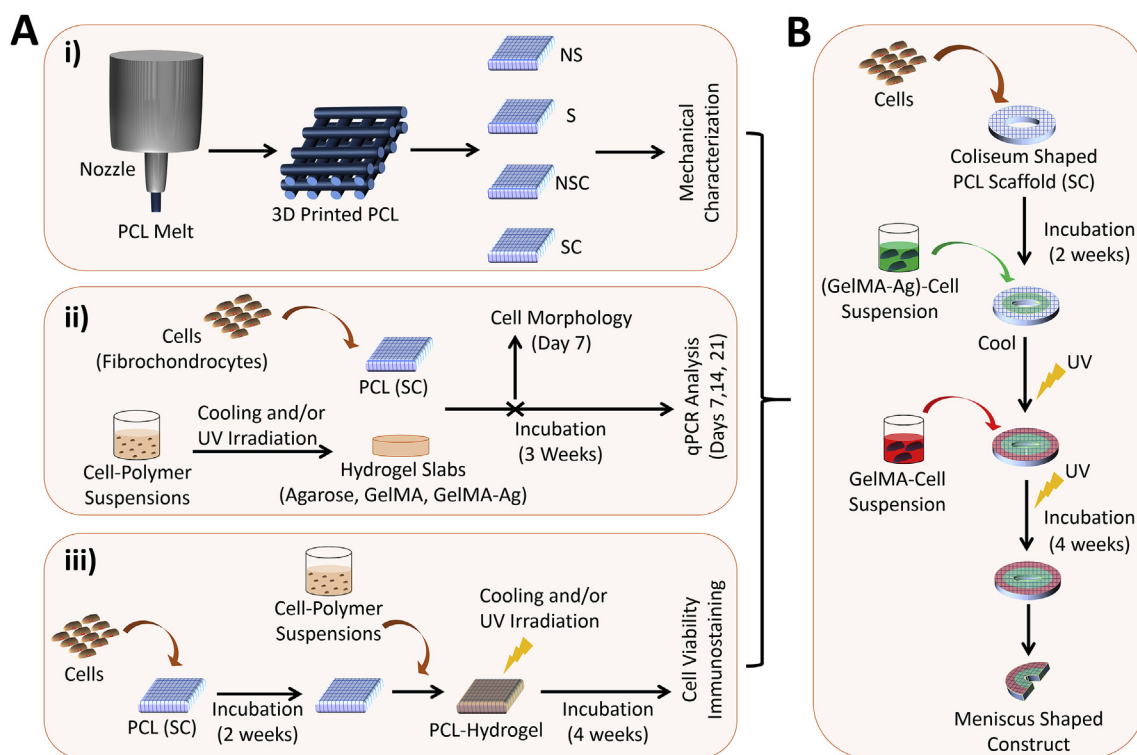 A
i)
Nozzle
PCL Melt
3D Printed PCL
NS
S
NSC
SC
Mechanical
Characterization
ii)
Cells
(Fibrochondrocytes)
PCL (SC)
Cell Morphology
(Day 7)
Cell-Polymer
Suspensions
Cooling and/or
UV Irradiation
Hydrogel Slabs
(Agarose, GelMA, GelMA-Ag)
Incubation
(3 Weeks)
qPCR Analysis
(Days 7,14, 21)
iii)
Cells
PCL (SC)
Incubation
(2 weeks)
Cell-Polymer
Suspensions
Cooling and/or
UV Irradiation
PCL-Hydrogel
Incubation
(4 weeks)
Cell Viability
Immunostaining
B
Cells
Coliseum Shaped
PCL Scaffold (SC)
Incubation
(2 weeks)
(GelMA-Ag)-Cell
Suspension
Cool
UV
GelMA-Cell
Suspension
UV
Incubation
(4 weeks)
Meniscus Shaped
Construct